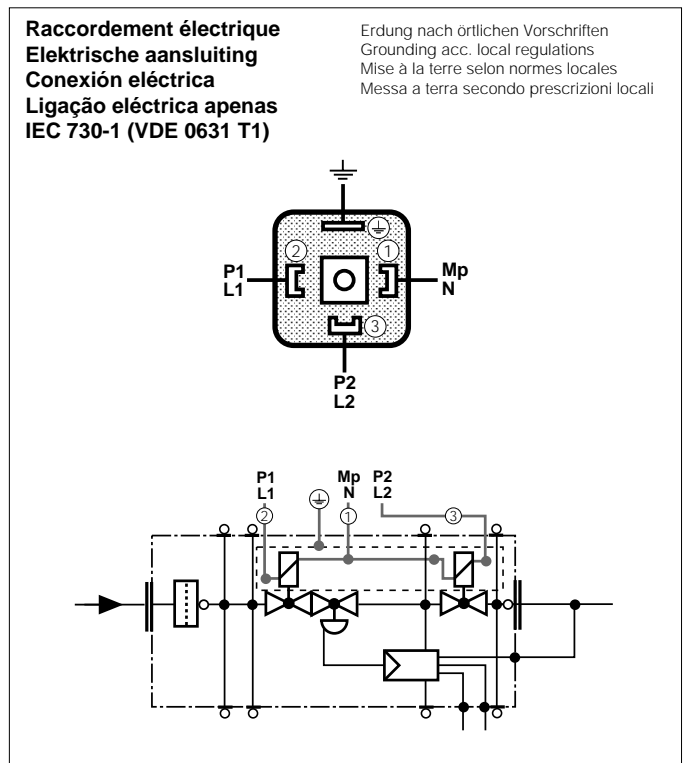 Raccordement électrique
Elektrische aansluiting
Conexión eléctrica
Ligação eléctrica apenas
IEC 730-1 (VDE 0631 T1)
Erdung nach örtlichen Vorschriften
Grounding acc. local regulations
Mise à la terre selon normes locales
Messa a terra secondo prescrizioni locali
2
1
P1
L1
Mp
N
3
P2
L2
P1
L1
Mp
N
P2
L2
2
1
3